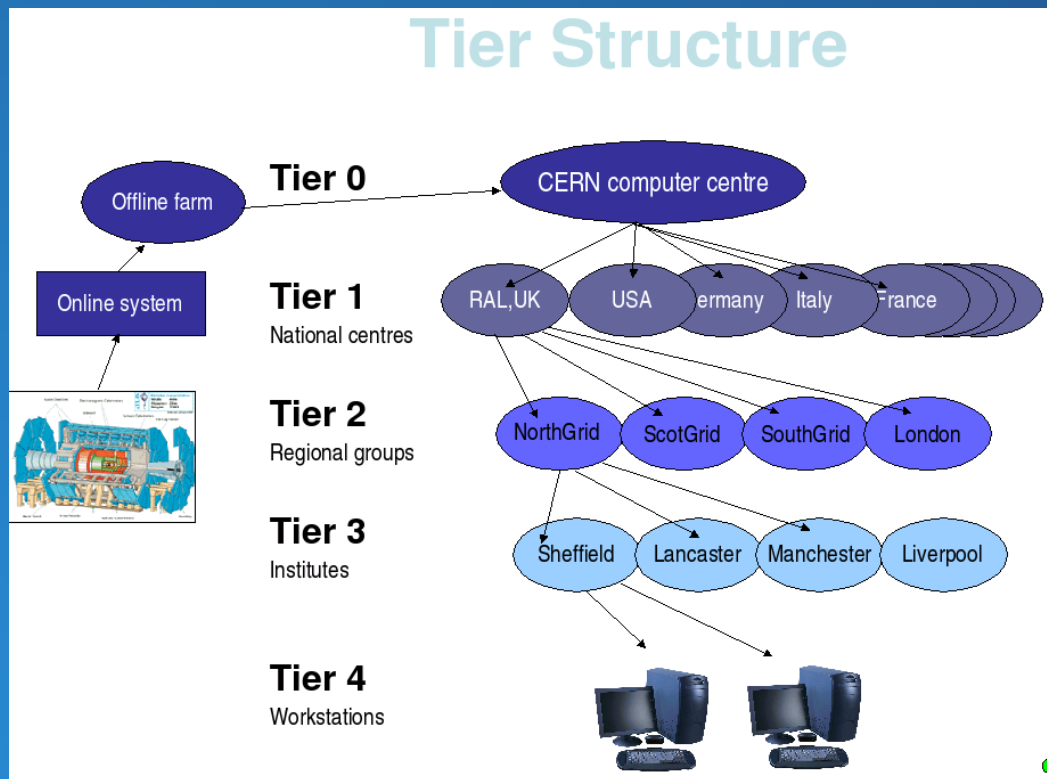 Tier Structure
Tier 0
Offline farm
CERN computer centre
Online system
Tier 1
National centres
RAL,UK
USA
ermany
Italy
France
Tier 2
Regional groups
NorthGrid
ScotGrid
SouthGrid
London
Tier 3
Institutes
Sheffield
Lancaster
Manchester
Liverpool
Tier 4
Workstations